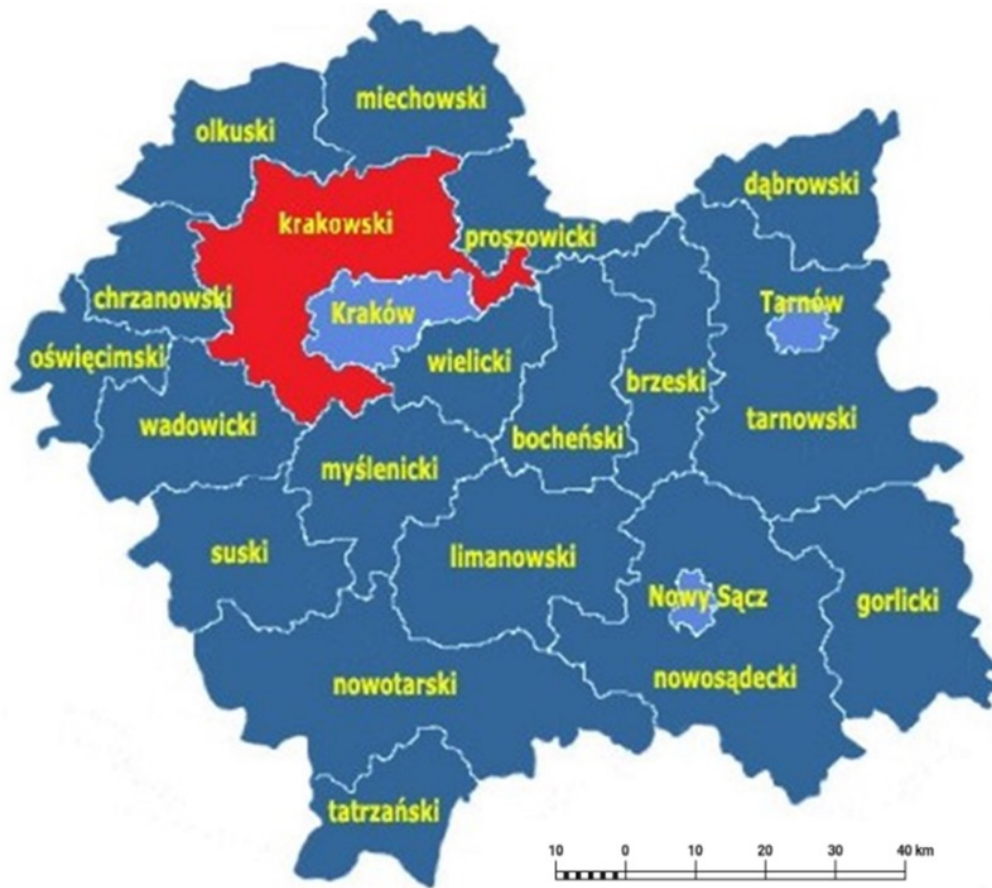 miechowski
olkuski
dąbrowski
krakowski
proszowicki
chrzanowski
Kraków
Tarnów
oświęcimski
wielicki
brzeski
wadowicki
bocheński
tarnowski
myślenicki
suski
limanowski
Nowy Sącz
gorlicki
nowotarski
nowosądecki
tatrzański
10 0 10 20 30 40 km